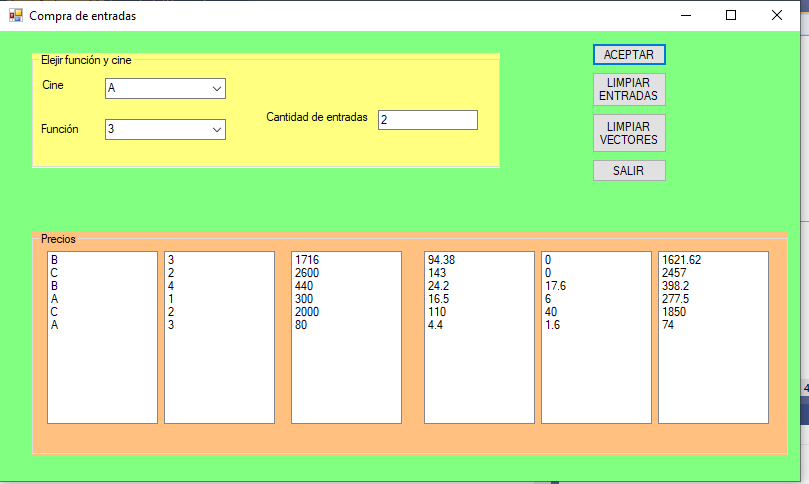 Compra de entradas
Elejir función y cine
Cine
A
Función
3
Cantidad de entradas
2
ACEPTAR
LIMPIAR
ENTRADAS
LIMPIAR
VECTORES
SALIR
Precios
B 3 1716 94.38 0 1621.62
C 2 2600 143 0 2457
B 4 440 24.2 17.6 398.2
A 1 300 16.5 6 277.5
C 2 2000 110 40 1850
A 3 80 4.4 1.6 74
4